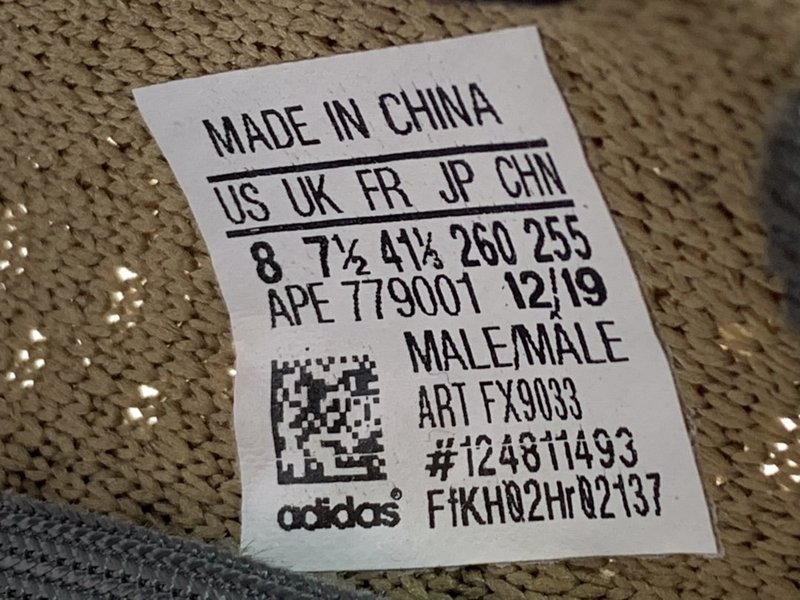 MADE IN CHINA
US UK FR JP CHN
8 7½ 41⅓ 260 255
APE 779001 12/19
MALE/MÂLE
ART FX9033
#124811493
adidas® FfKH02Hr02137